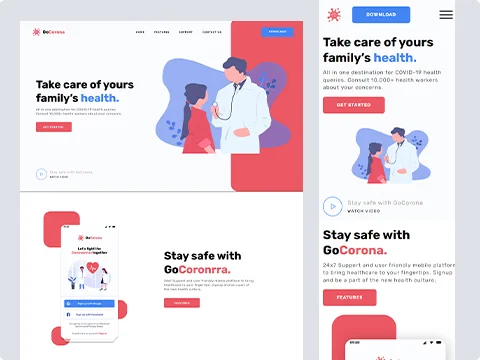 GoCorona
HOME
FEATURES
SUPPORT
CONTACT US
DOWNLOAD
Take care of yours
family's health.
All in one destination for COVID-19 health
queries. Consult 10,000+ health workers about your concerns.
GET STARTED
Stay safe with GoCorona
WATCH VIDEO
GoCorona
Let's fight the
Coronavirus together
Sign up with Google
Sign up with Facebook
Stay safe with
GoCoronrra.
24x7 Support and user friendly mobile platform
to bring healthcare to your fingertips. Signup and be a part of
the new health culture.
FEATURES
DOWNLOAD
Take care of yours
family's health.
All in one destination for COVID-19 health
queries. Consult 10,000+ health workers
about your concerns.
GET STARTED
Stay safe with GoCorona
WATCH VIDEO
Stay safe with
GoCorona.
24x7 Support and user friendly mobile platform
to bring healthcare to your fingertips. Signup
and be a part of the new health culture.
FEATURES